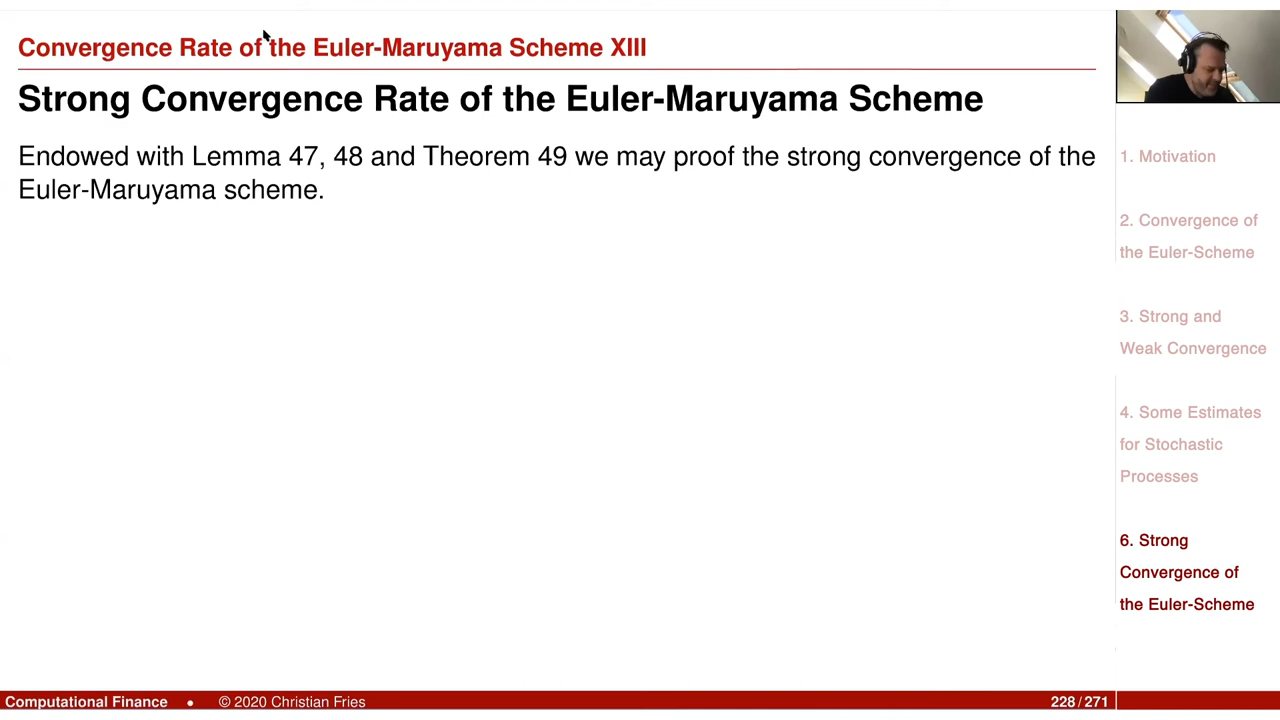 Convergence Rate of the Euler-Maruyama Scheme XIII
Strong Convergence Rate of the Euler-Maruyama Scheme
Endowed with Lemma 47, 48 and Theorem 49 we may proof the strong convergence of the
Euler-Maruyama scheme.
1. Motivation
2. Convergence of
the Euler-Scheme
3. Strong and
Weak Convergence
4. Some Estimates
for Stochastic
Processes
6. Strong
Convergence of
the Euler-Scheme
Computational Finance • © 2020 Christian Fries 228 / 271